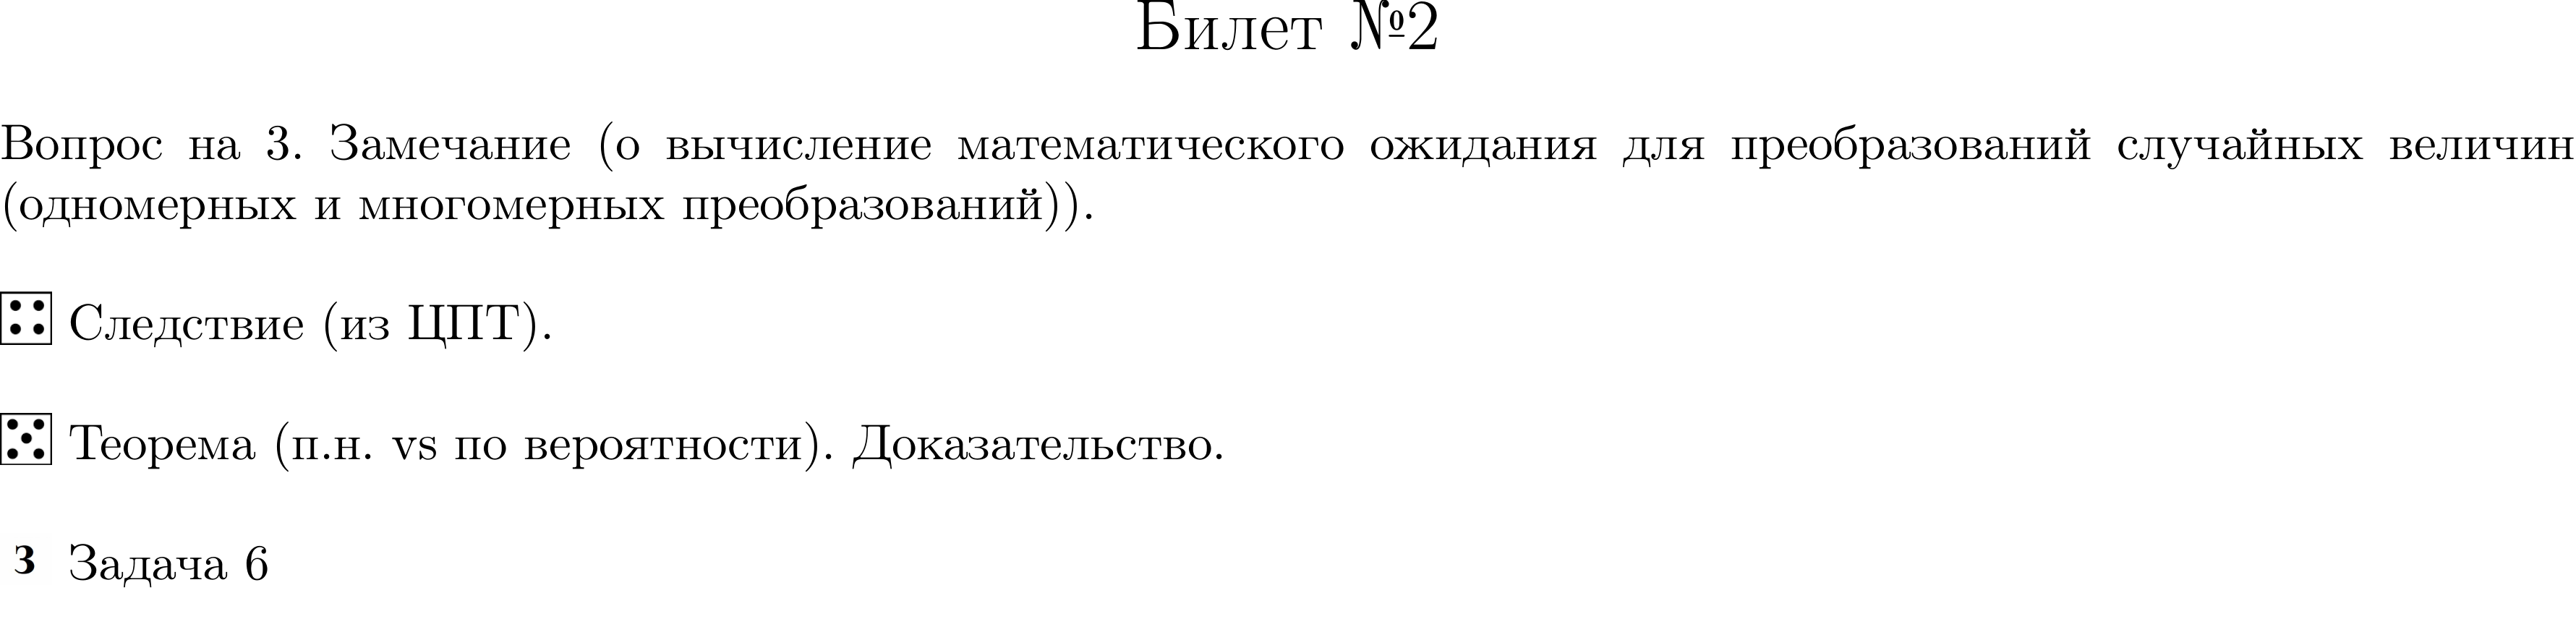 Билет №2
Вопрос на 3. Замечание (о вычисление математического ожидания для преобразований случайных величин
(одномерных и многомерных преобразований)).
Следствие (из ЦПТ).
Теорема (п.н. vs по вероятности). Доказательство.
З Задача 6